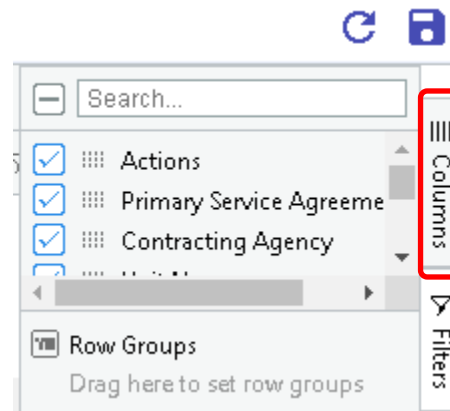 Search...
Actions
Primary Service Agreeme
Contracting Agency
Row Groups
Drag here to set row groups
Columns
Filters